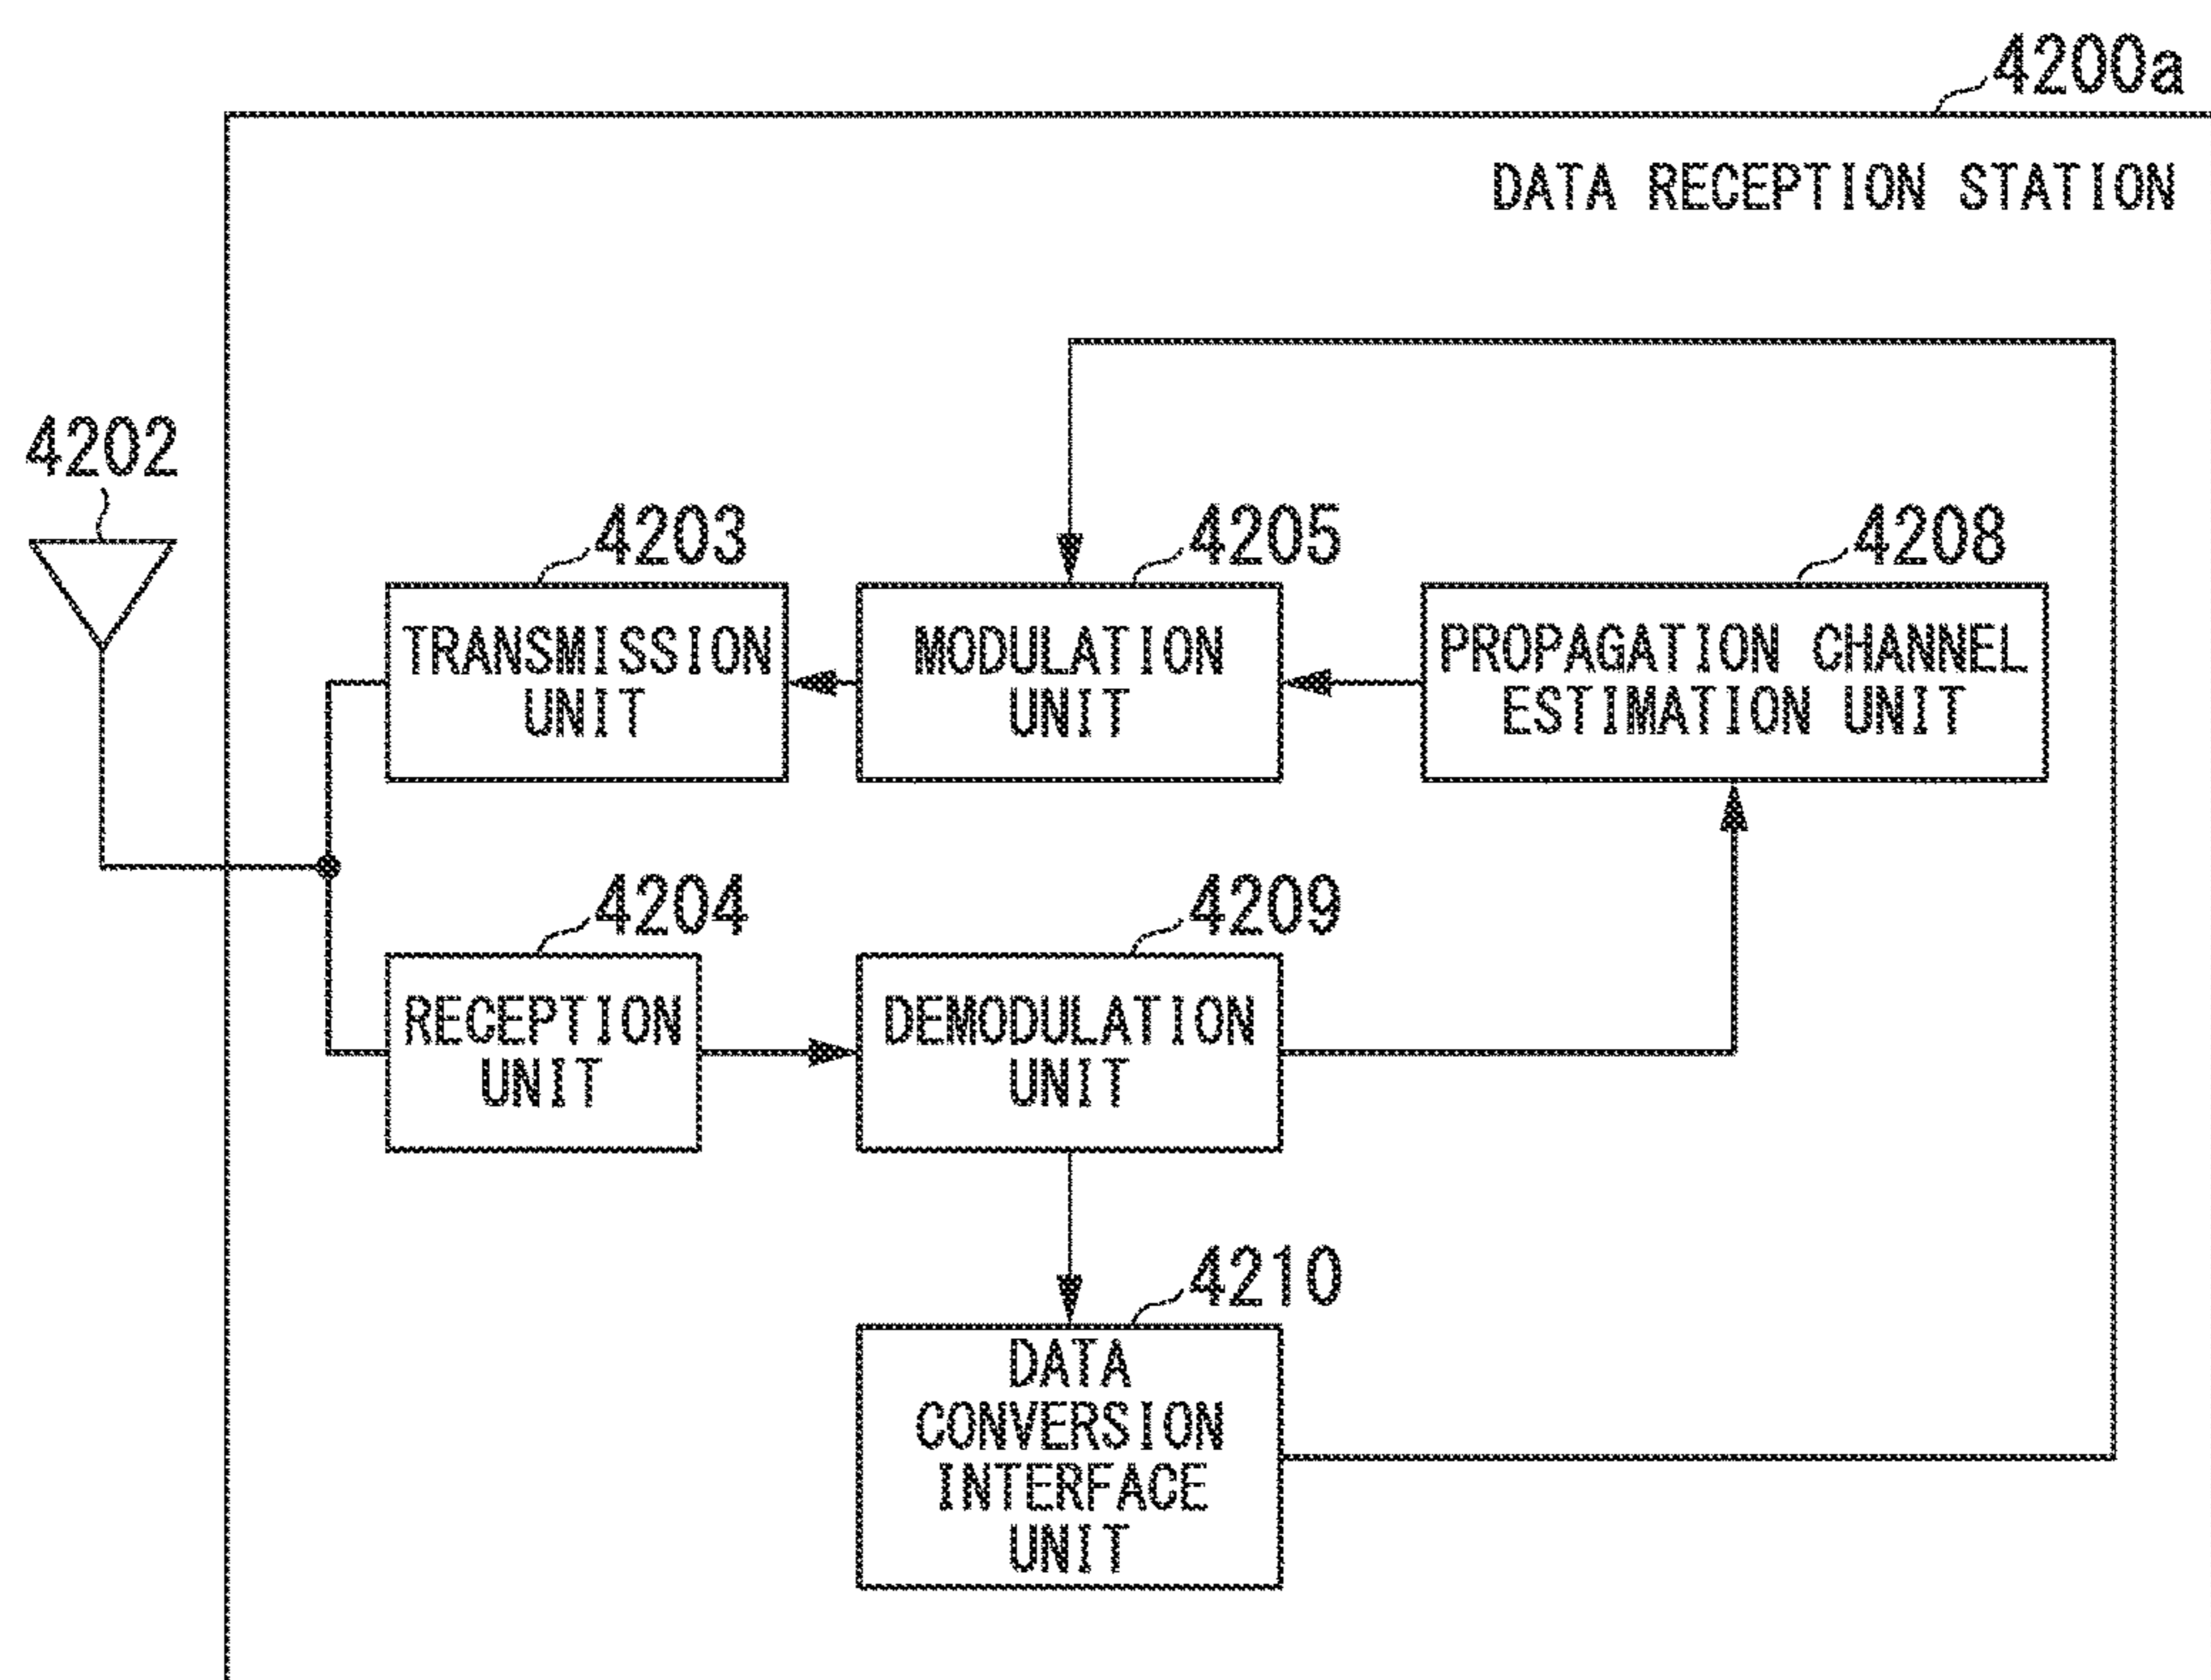 4200a
DATA RECEPTION STATION
4202
4203
4205
4208
TRANSMISSION
UNIT
MODULATION
UNIT
PROPAGATION CHANNEL
ESTIMATION UNIT
4204
4209
RECEPTION
UNIT
DEMODULATION
UNIT
4210
DATA
CONVERSION
INTERFACE
UNIT